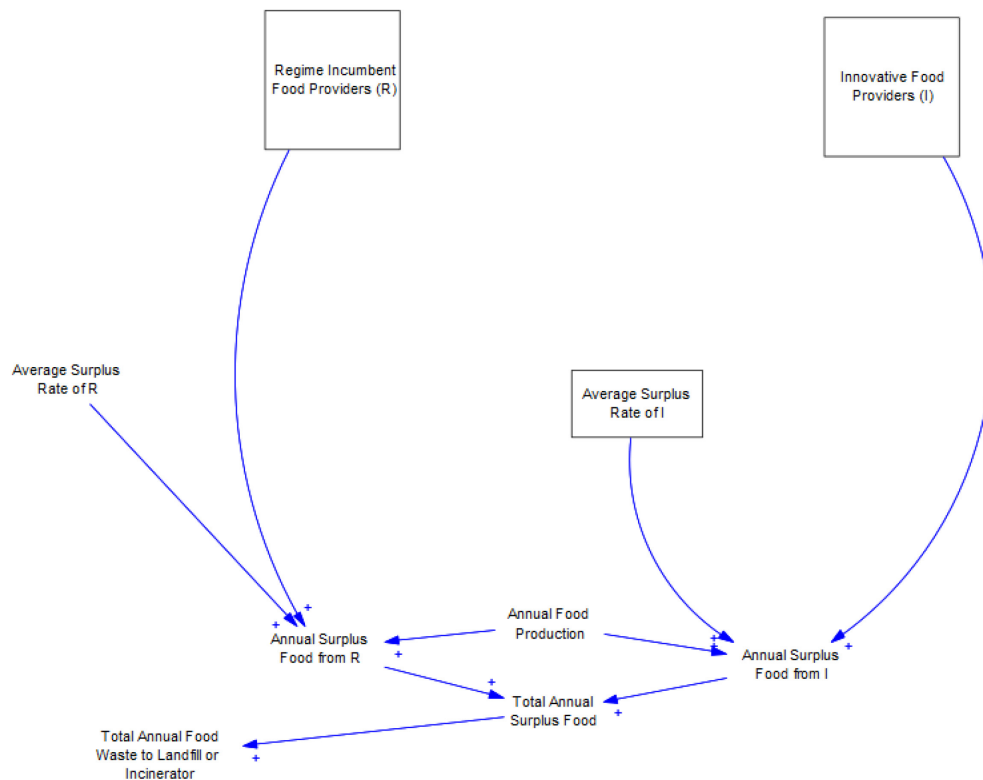 Regime Incumbent
Food Providers (R)
Innovative Food
Providers (I)
Average Surplus
Rate of R
Average Surplus
Rate of I
Annual Food
Production
Annual Surplus
Food from R
Annual Surplus
Food from I
Total Annual
Surplus Food
Total Annual Food
Waste to Landfill or
Incinerator